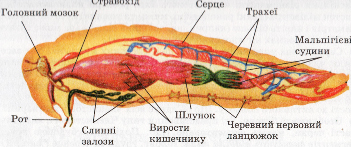 Стравохід
Серце
Трахеї
Головний мозок
Мальпігієві
судини
Рот
Слинні
залози
Вирости
кишечнику
Шлунок
Черевний нервовий
ланцюжок